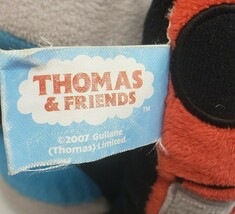 THOMAS
& FRIENDS
™
©2007 Gullane
(Thomas) Limited.